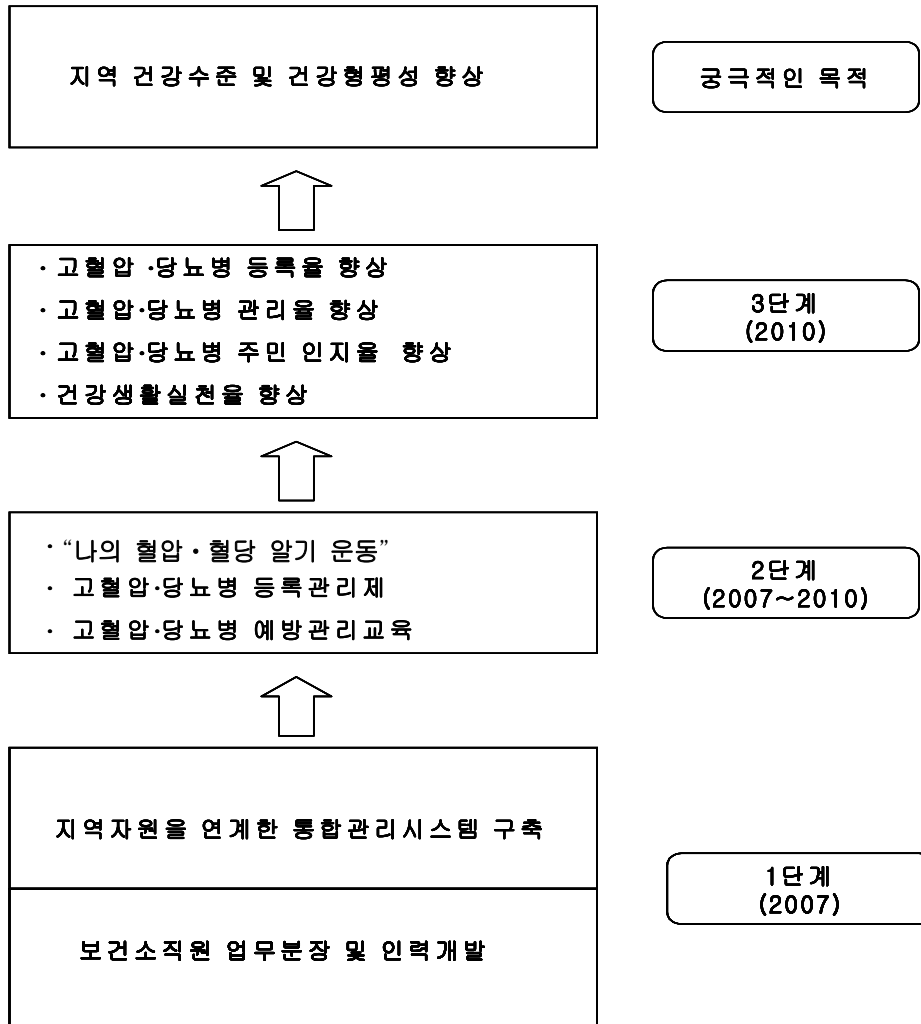 지역 건강수준 및 건강형평성 향상
궁극적인 목적
· 고혈압 ·당뇨병 등록율 향상
· 고혈압·당뇨병 관리율 향상
· 고혈압·당뇨병 주민 인지율 향상
· 건강생활실천율 향상
3단계
(2010)
· “나의 혈압·혈당 알기 운동”
· 고혈압·당뇨병 등록관리제
· 고혈압·당뇨병 예방관리교육
2단계
(2007~2010)
지역자원을 연계한 통합관리시스템 구축
보건소직원 업무분장 및 인력개발
1단계
(2007)